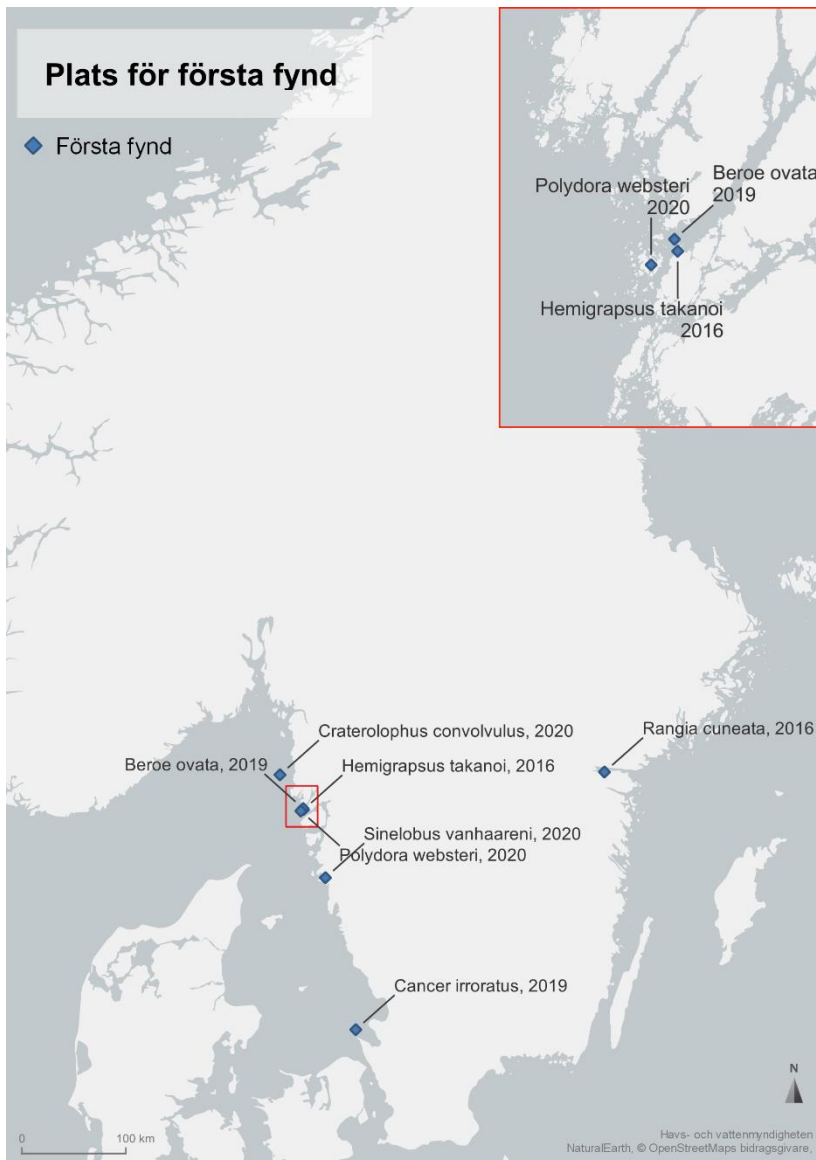 Plats för första fynd
Första fynd
Polydora websteri
2020
Beroe ovata
2019
Hemigrapsus takanoi
2016
Craterolophus convolvulus, 2020
Rangia cuneata, 2016
Beroe ovata, 2019
Hemigrapsus takanoi, 2016
Sinelobus vanhaareni, 2020
Polydora websteri, 2020
Cancer irroratus, 2019
N
0 100 km
Havs- och vattenmyndigheten
NaturalEarth, © OpenStreetMaps bidragsgivare,